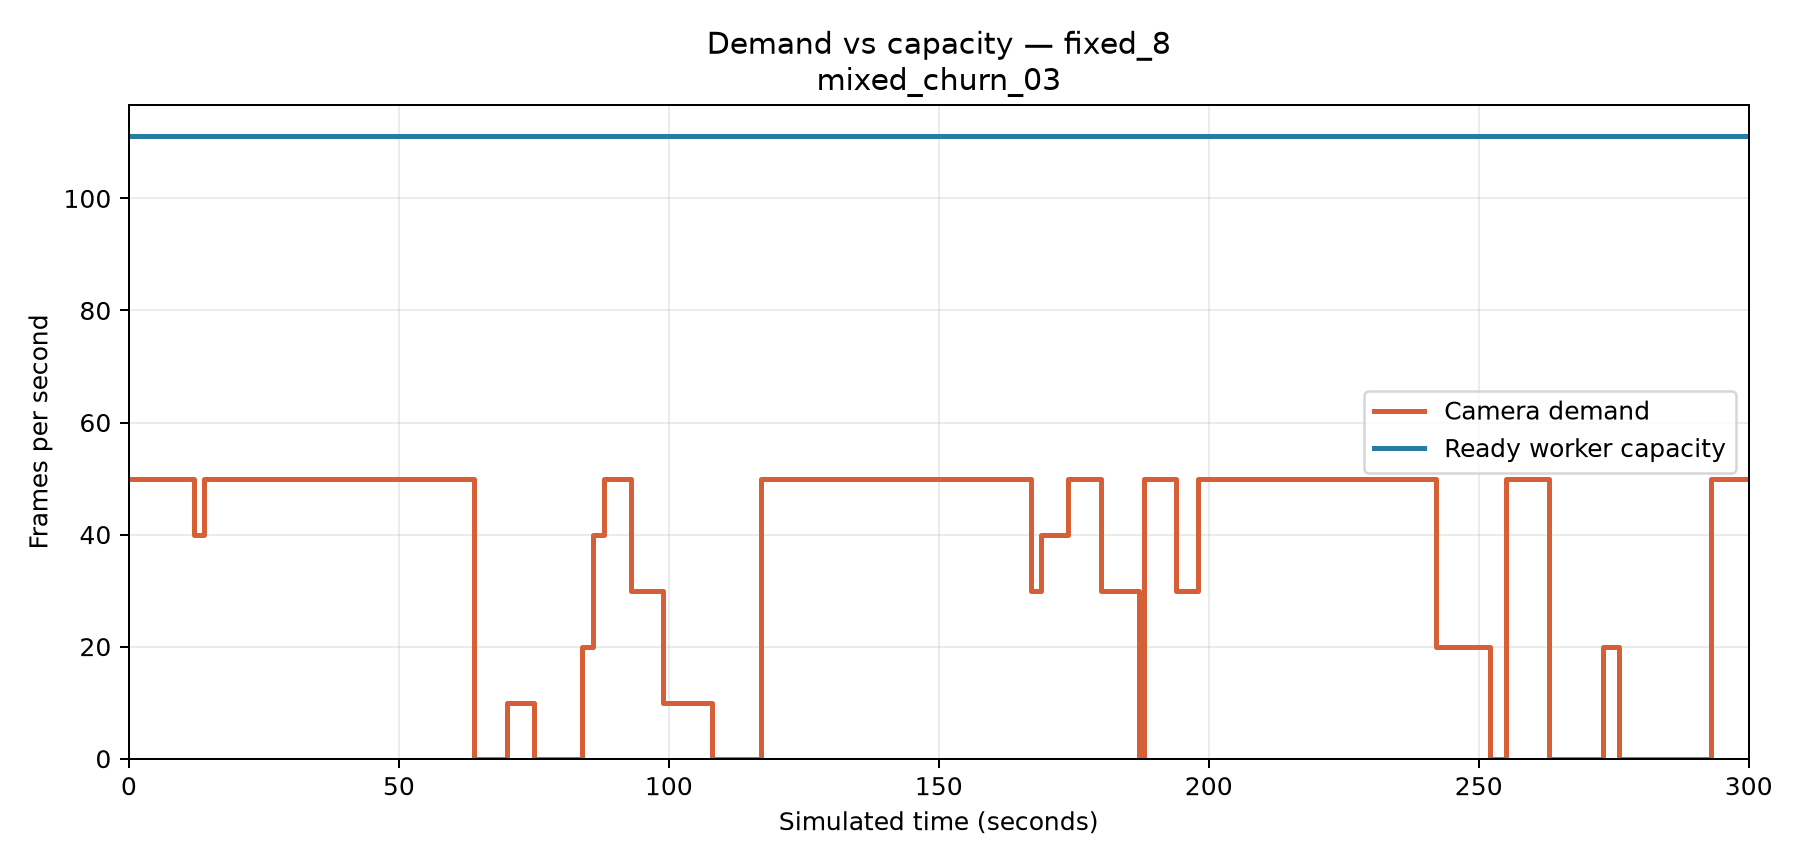 Demand vs capacity — fixed_8
mixed_churn_03
Frames per second
100
80
60
40
20
0
Camera demand
Ready worker capacity
0 50 100 150 200 250 300
Simulated time (seconds)